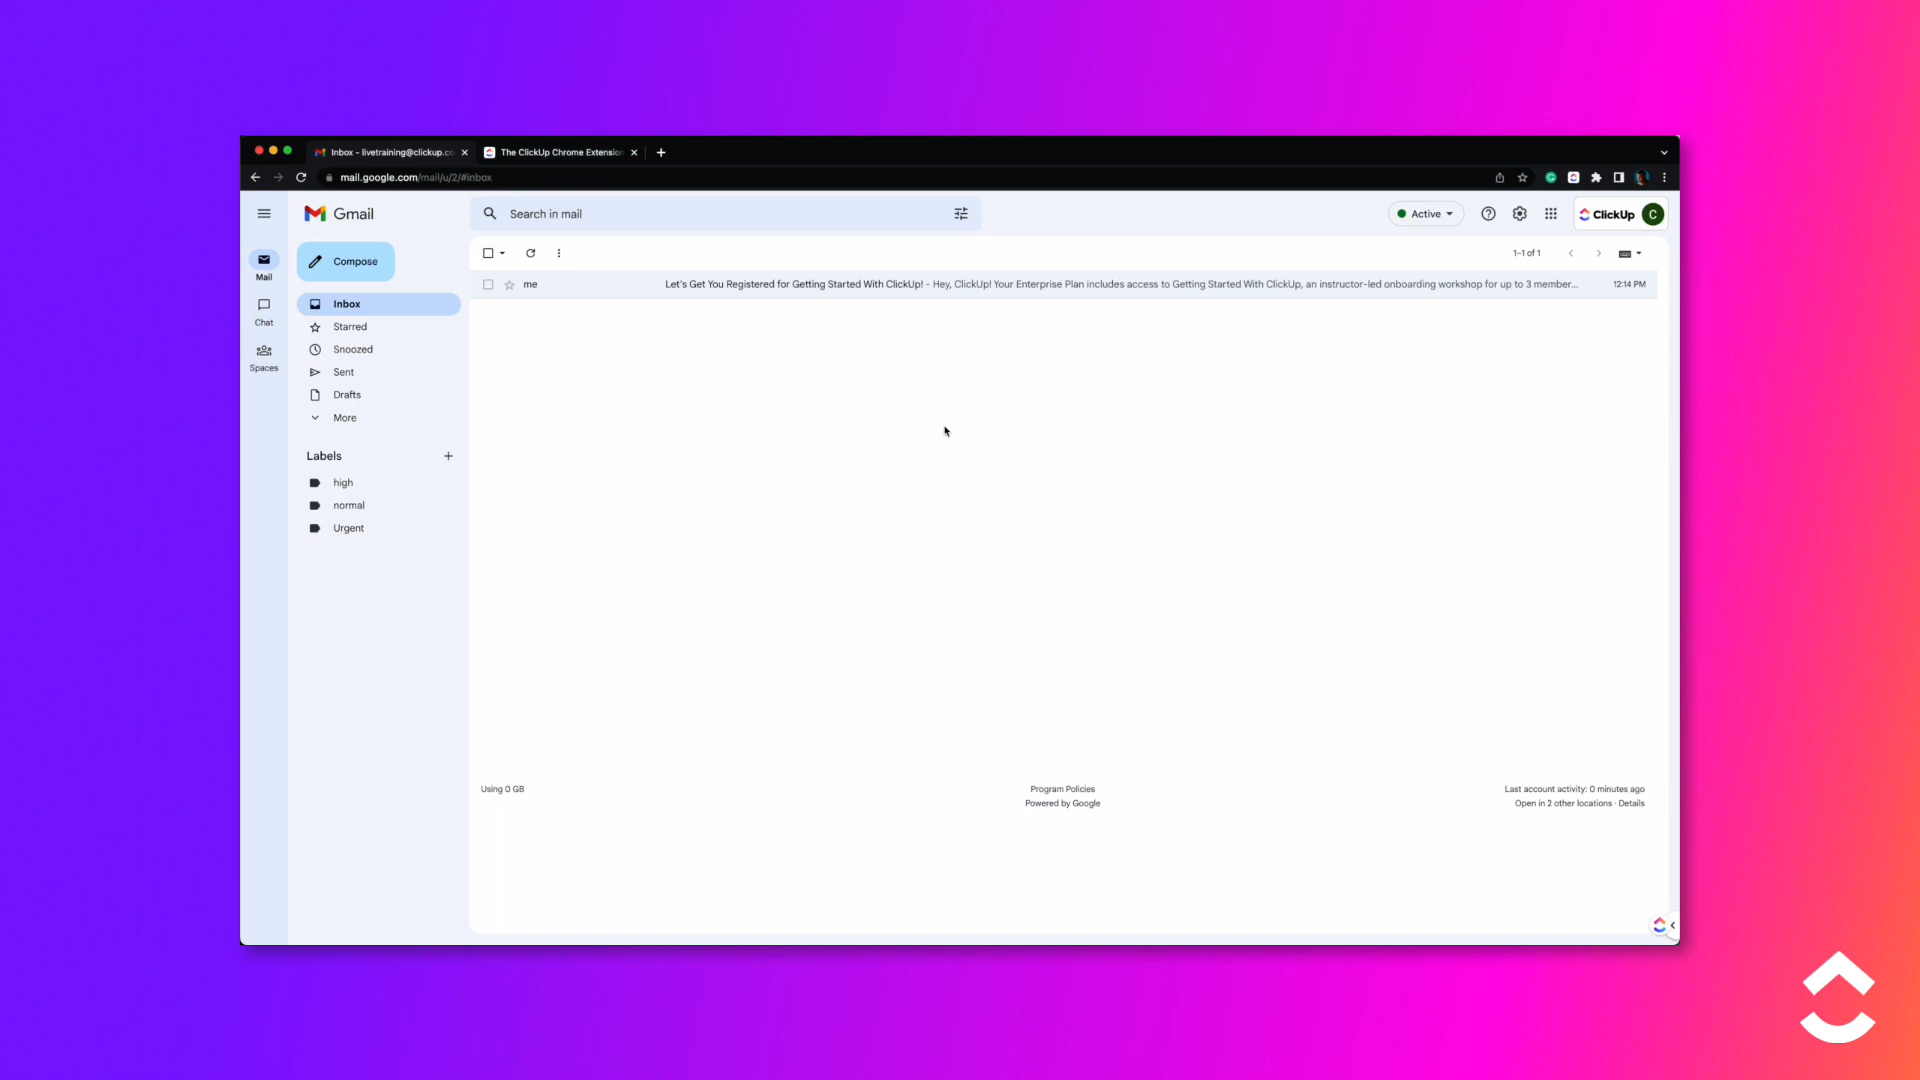 Inbox - livetraining@clickup.co
The ClickUp Chrome Extension
mail.google.com/mail/u/2/#inbox
Gmail
Search in mail
Active
ClickUp
C
Compose
1–1 of 1
Mail
me
Let's Get You Registered for Getting Started With ClickUp! - Hey, ClickUp! Your Enterprise Plan includes access to Getting Started With ClickUp, an instructor-led onboarding workshop for up to 3 member...
12:14 PM
Inbox
Chat
Starred
Snoozed
Spaces
Sent
Drafts
More
Labels
high
normal
Urgent
Using 0 GB
Program Policies
Powered by Google
Last account activity: 0 minutes ago
Open in 2 other locations · Details